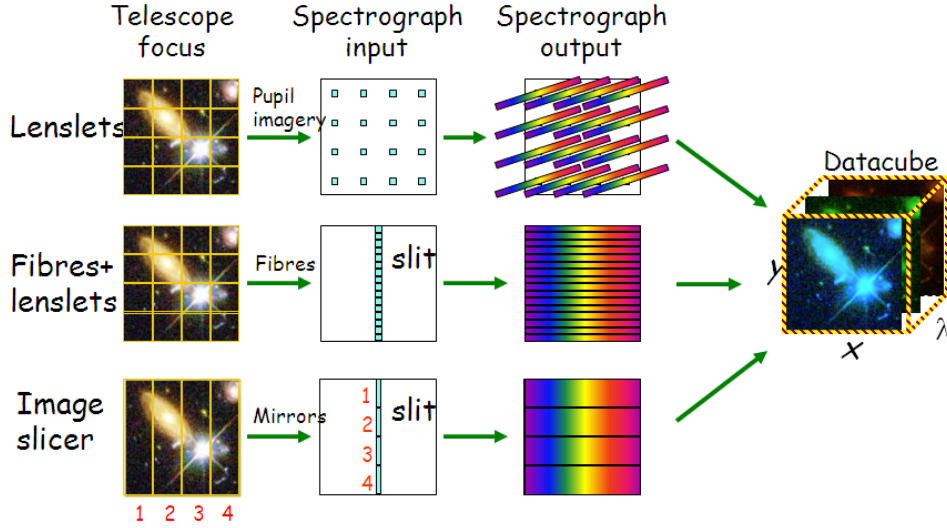 Telescope
focus
Spectrograph
input
Spectrograph
output
Lenslets
Pupil
imagery
Datacube
Fibres+
lenslets
Fibres
slit
y
x
λ
Image
slicer
Mirrors
1
2
3
4
slit
1 2 3 4